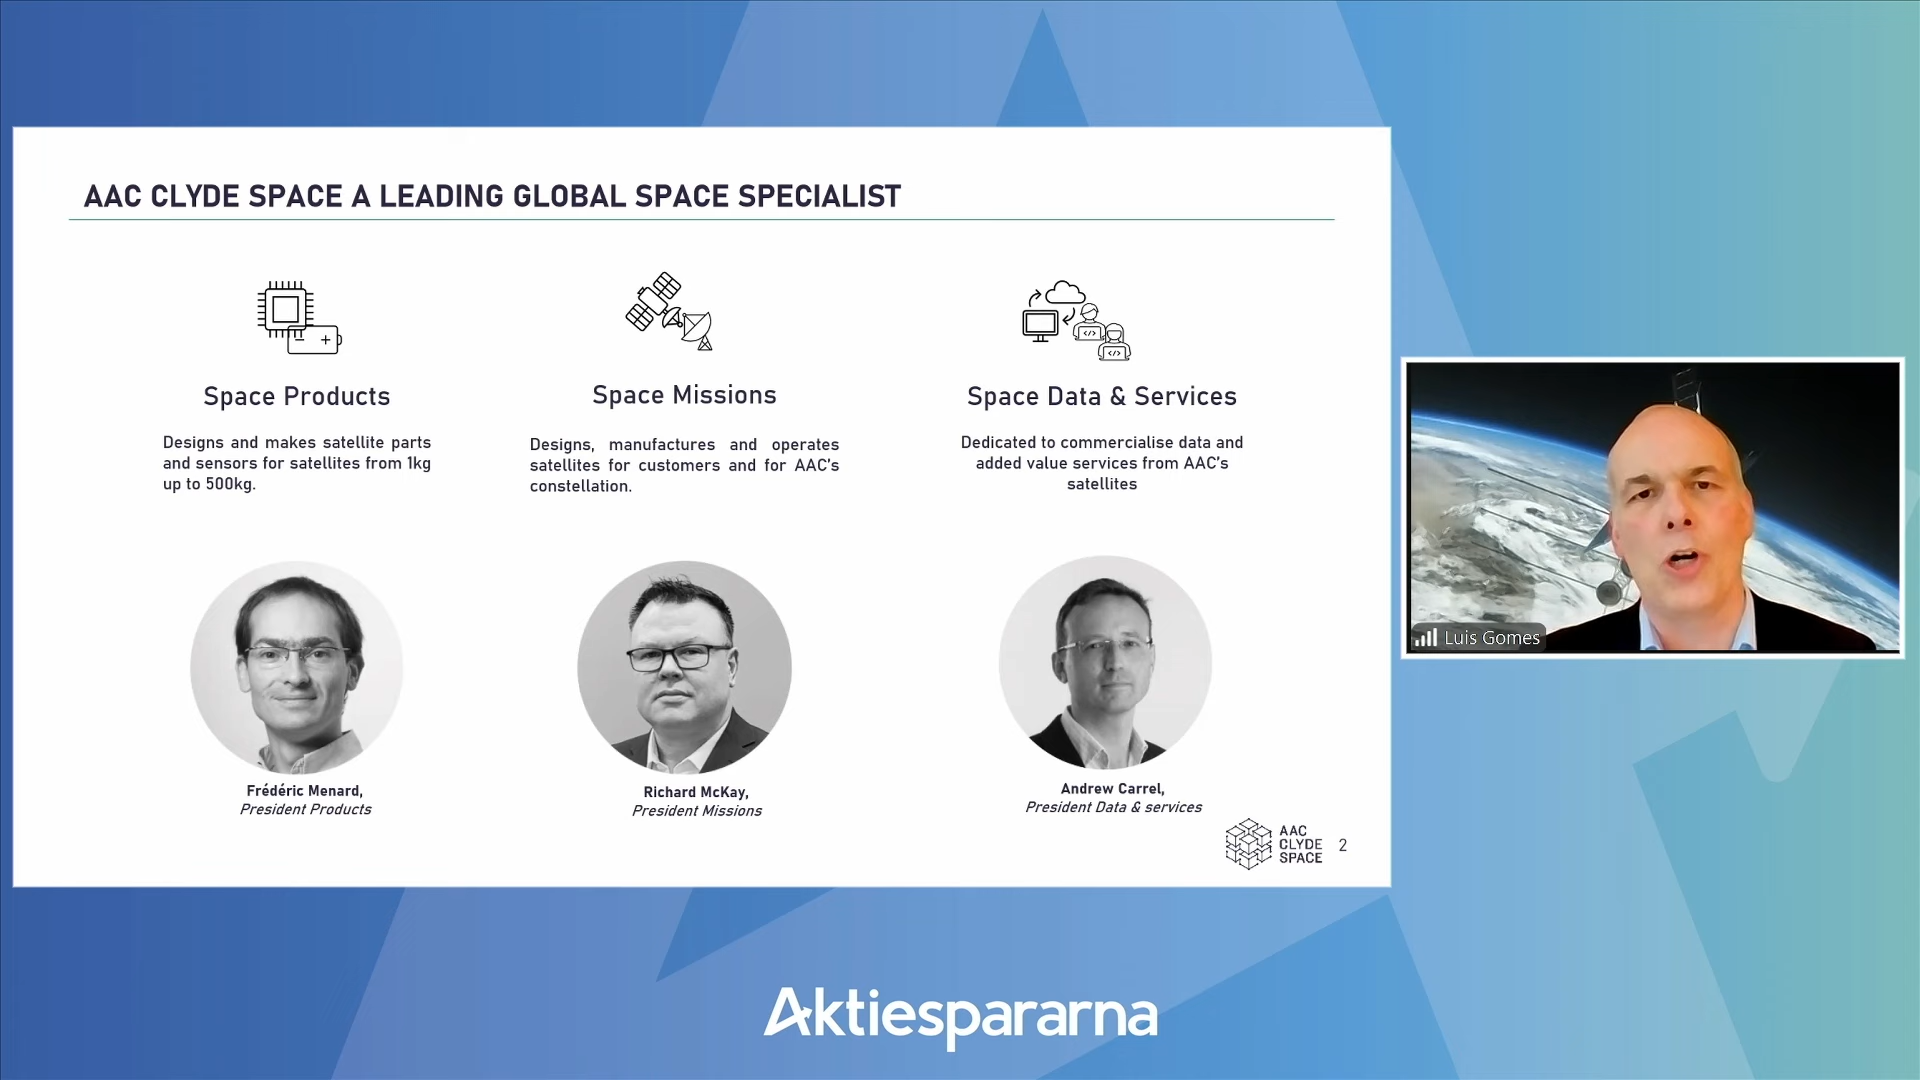 AAC CLYDE SPACE A LEADING GLOBAL SPACE SPECIALIST
Space Products
Designs and makes satellite parts
and sensors for satellites from 1kg
up to 500kg.
Frédéric Menard,
President Products
Space Missions
Designs, manufactures and operates
satellites for customers and for AAC's
constellation.
Richard McKay,
President Missions
Space Data & Services
Dedicated to commercialise data and
added value services from AAC's
satellites
Andrew Carrel,
President Data & services
AAC
CLYDE
SPACE
2
Luis Gomes
Aktiespararna